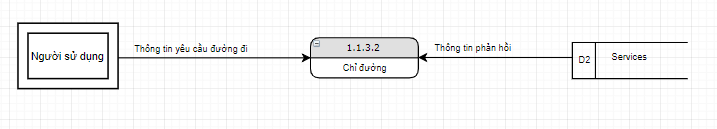 Người sử dụng
Thông tin yêu cầu đường đi
1.1.3.2
Chỉ đường
Thông tin phản hồi
D2
Services